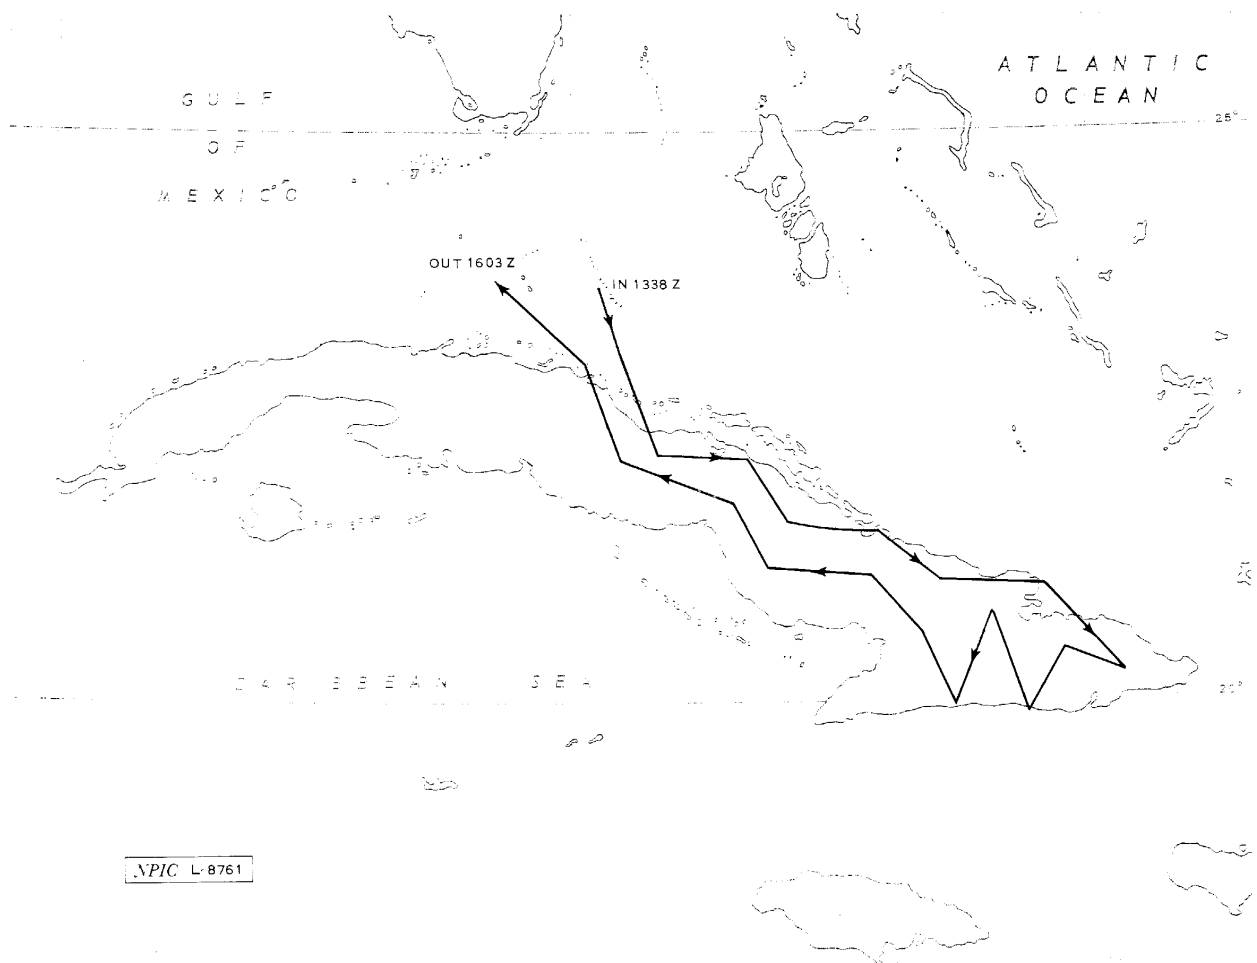 ATLANTIC
OCEAN
GULF
OF
MEXICO
25°
OUT 1603 Z
IN 1338 Z
CARIBBEAN SEA
20°
NPIC L-8761